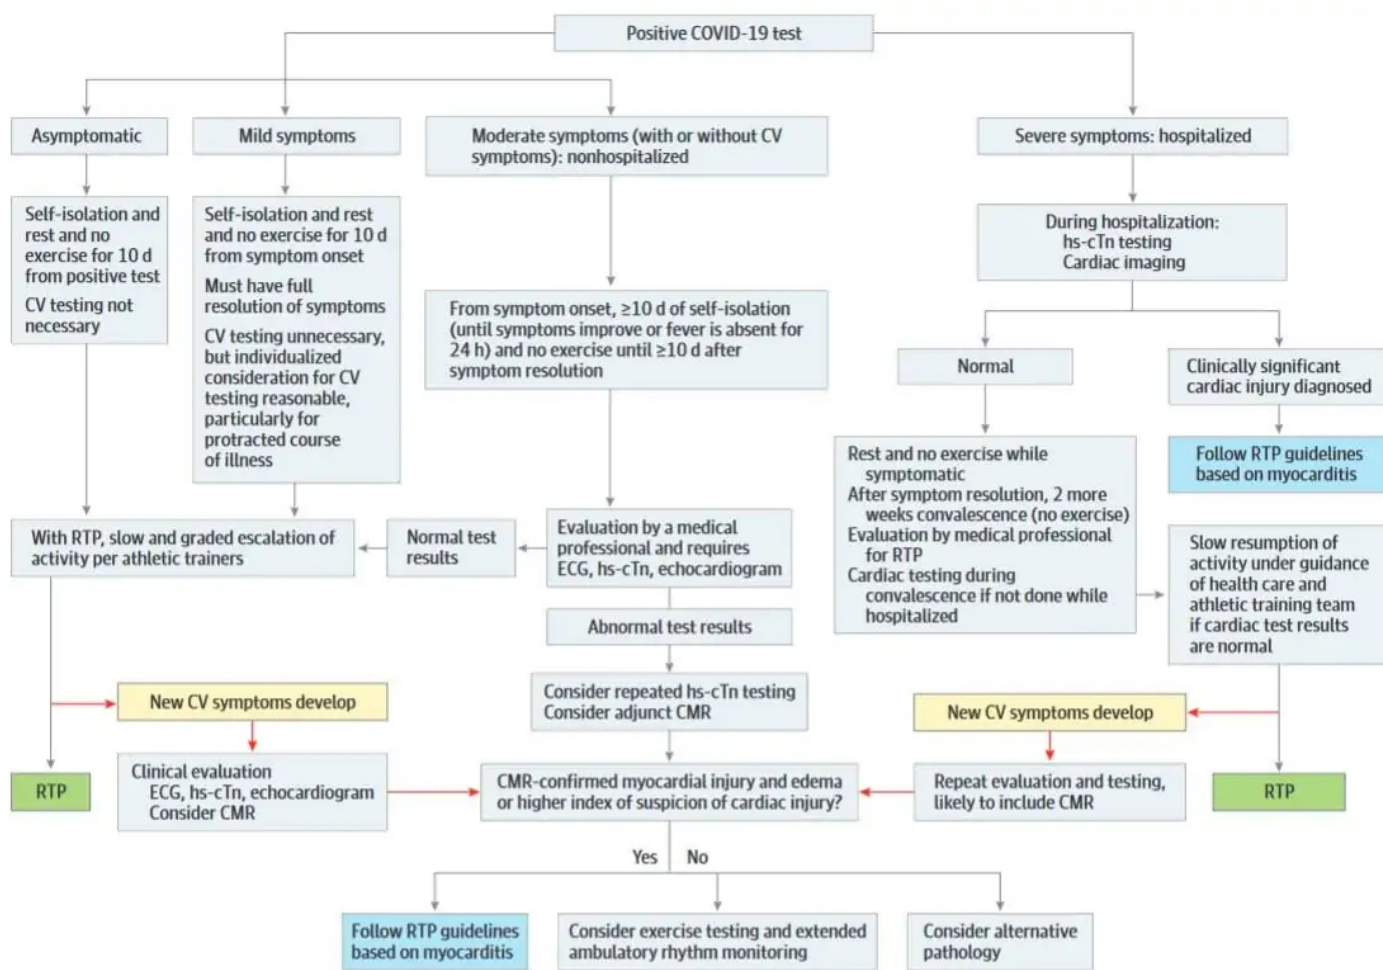 Positive COVID-19 test
Asymptomatic
Mild symptoms
Moderate symptoms (with or without CV
symptoms): nonhospitalized
Severe symptoms: hospitalized
Self-isolation and
rest and no
exercise for 10 d
from positive test
CV testing not
necessary
Self-isolation and rest
and no exercise for 10 d
from symptom onset
Must have full
resolution of symptoms
CV testing unnecessary,
but individualized
consideration for CV
testing reasonable,
particularly for
protracted course
of illness
From symptom onset, ≥10 d of self-isolation
(until symptoms improve or fever is absent for
24 h) and no exercise until ≥10 d after
symptom resolution
During hospitalization:
hs-cTn testing
Cardiac imaging
Normal
Clinically significant
cardiac injury diagnosed
Follow RTP guidelines
based on myocarditis
Rest and no exercise while
symptomatic
After symptom resolution, 2 more
weeks convalescence (no exercise)
Evaluation by medical professional
for RTP
Cardiac testing during
convalescence if not done while
hospitalized
With RTP, slow and graded escalation of
activity per athletic trainers
Normal test
results
Evaluation by a medical
professional and requires
ECG, hs-cTn, echocardiogram
Slow resumption of
activity under guidance
of health care and
athletic training team
if cardiac test results
are normal
Abnormal test results
Consider repeated hs-cTn testing
Consider adjunct CMR
New CV symptoms develop
New CV symptoms develop
RTP
Clinical evaluation
ECG, hs-cTn, echocardiogram
Consider CMR
CMR-confirmed myocardial injury and edema
or higher index of suspicion of cardiac injury?
Repeat evaluation and testing,
likely to include CMR
RTP
Yes
No
Follow RTP guidelines
based on myocarditis
Consider exercise testing and extended
ambulatory rhythm monitoring
Consider alternative
pathology